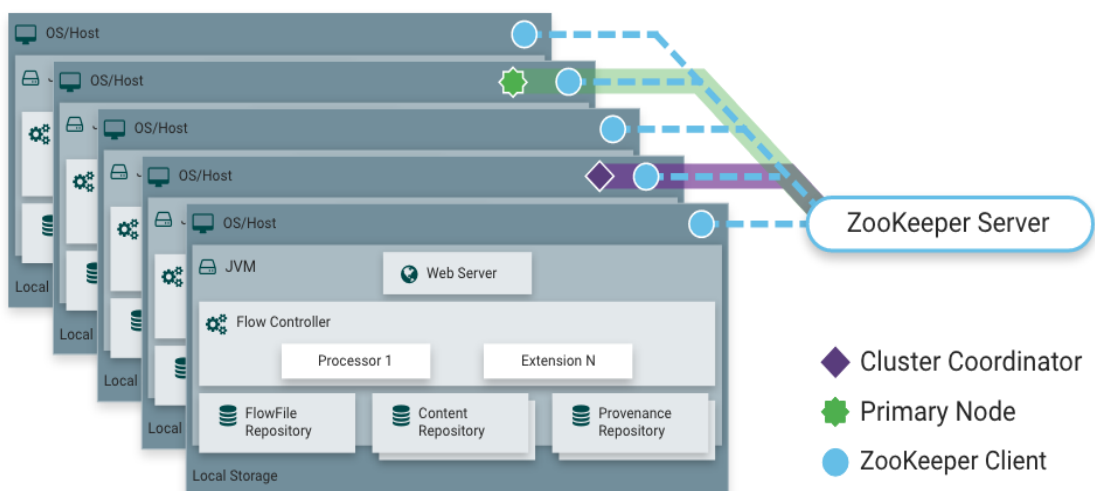 OS/Host
OS/Host
OS/Host
OS/Host
OS/Host
JVM
Web Server
Flow Controller
Processor 1
Extension N
FlowFile
Repository
Content
Repository
Provenance
Repository
Local Storage
Local
Local
Local
Local
ZooKeeper Server
Cluster Coordinator
Primary Node
ZooKeeper Client